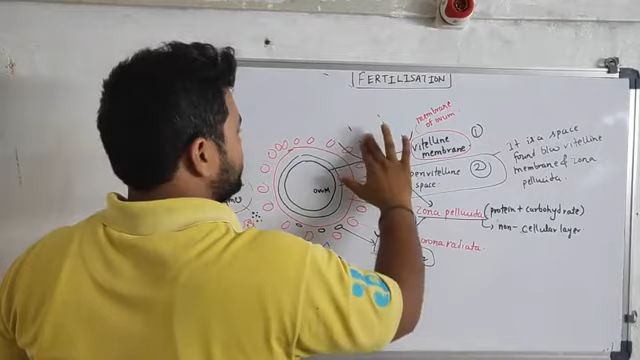 FERTILISATION
membrane
of ovum
vitelline
membrane
1
2
space
It is a space
found b/w vitelline
membrane & zona
pellucida.
Zona pellucida (protein + carbohydrate)
non-cellular layer
corona radiata.
ovum